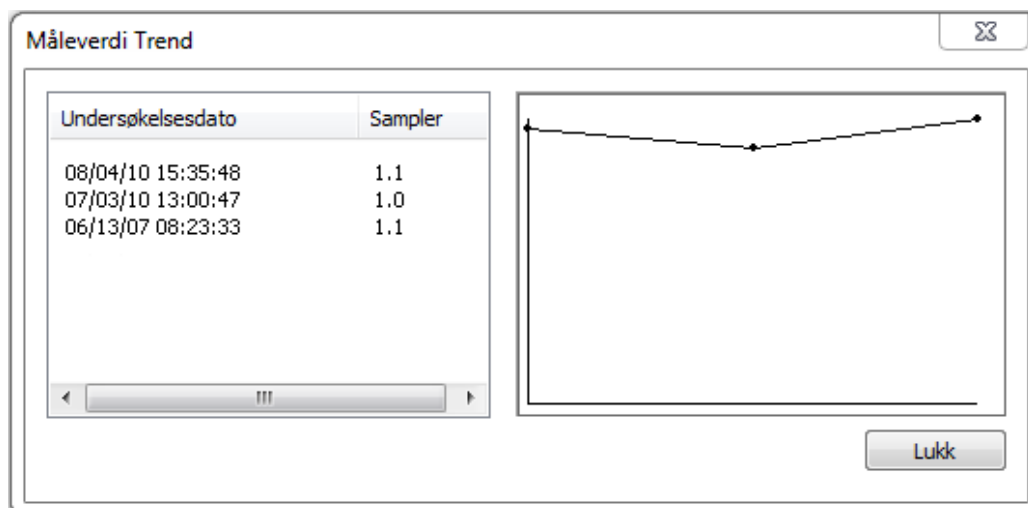 Måleverdi Trend
Undersøkelsesdato Sampler
08/04/10 15:35:48 1.1
07/03/10 13:00:47 1.0
06/13/07 08:23:33 1.1
Lukk